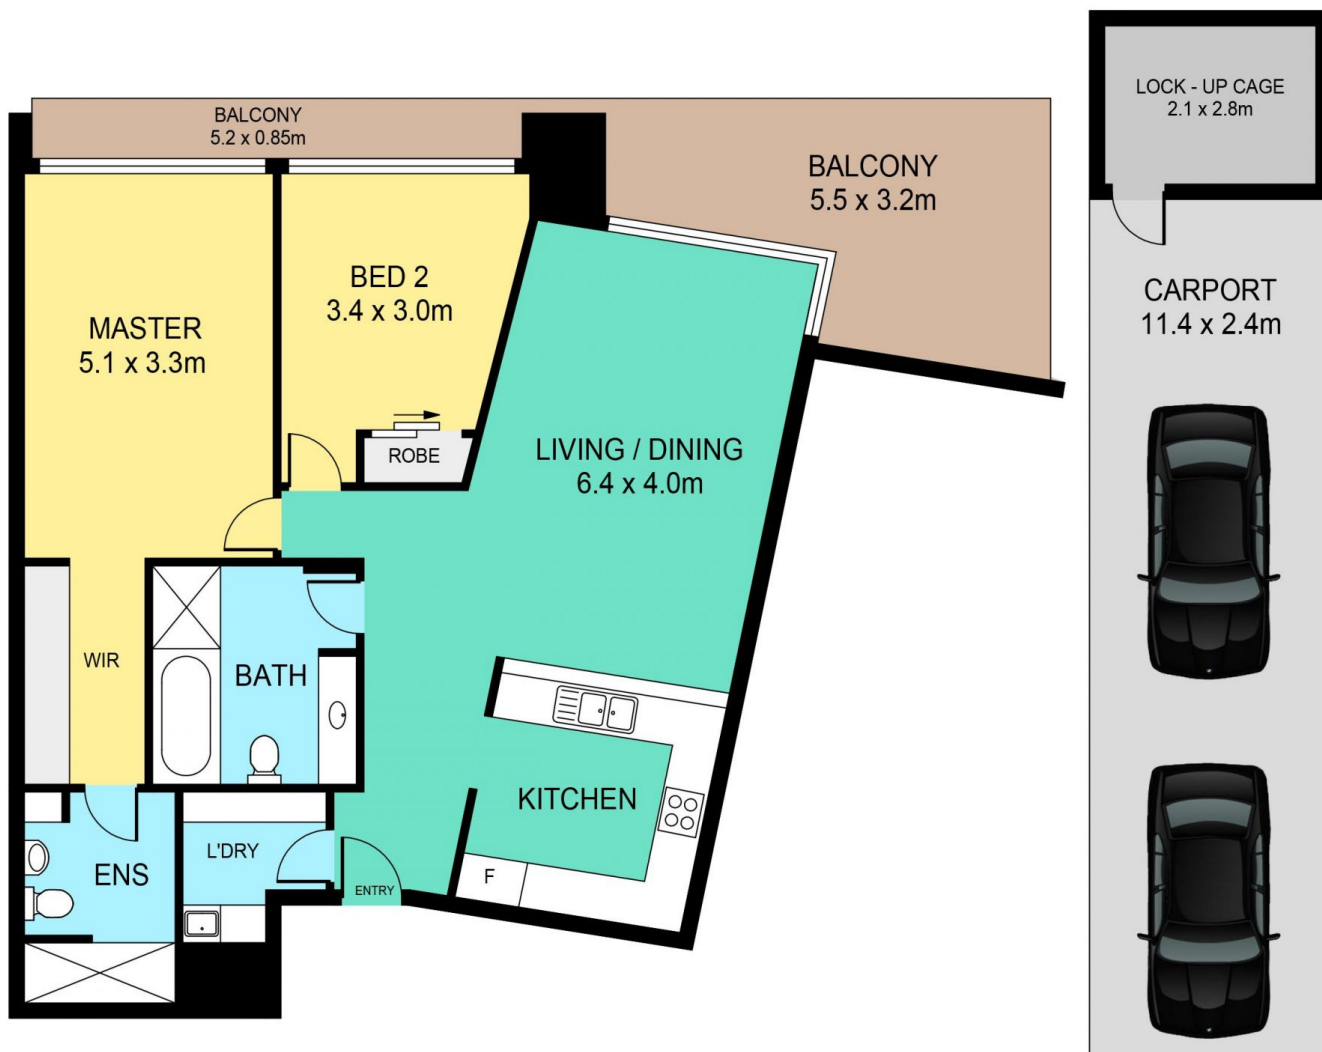 LOCK - UP CAGE
2.1 x 2.8m
BALCONY
5.2 x 0.85m
BALCONY
5.5 x 3.2m
BED 2
3.4 x 3.0m
CARPORT
11.4 x 2.4m
MASTER
5.1 x 3.3m
ROBE
LIVING / DINING
6.4 x 4.0m
WIR
BATH
KITCHEN
L'DRY
ENS
F
ENTRY